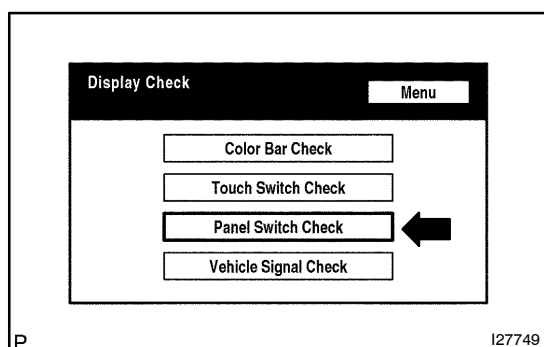 Display Check
Menu
Color Bar Check
Touch Switch Check
Panel Switch Check
Vehicle Signal Check
P
I27749